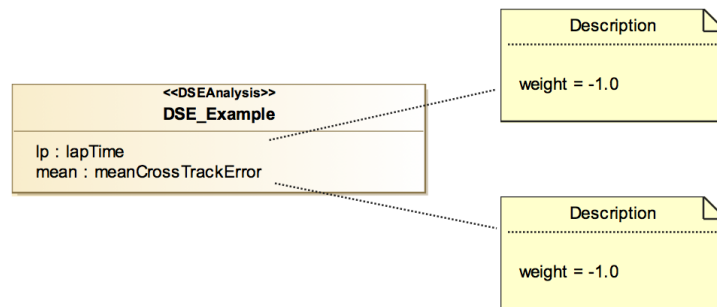 Description
weight = -1.0
<<DSEAnalysis>>
DSE_Example
lp : lapTime
mean : meanCrossTrackError
Description
weight = -1.0